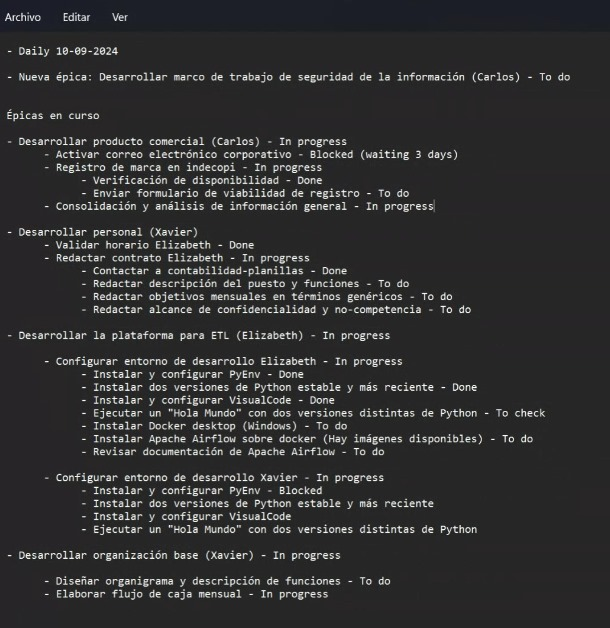 Archivo Editar Ver
- Daily 10-09-2024
- Nueva épica: Desarrollar marco de trabajo de seguridad de la información (Carlos) - To do
Épicas en curso
- Desarrollar producto comercial (Carlos) - In progress
- Activar correo electrónico corporativo - Blocked (waiting 3 days)
- Registro de marca en indecopi - In progress
- Verificación de disponibilidad - Done
- Enviar formulario de viabilidad de registro - To do
- Consolidación y análisis de información general - In progress
- Desarrollar personal (Xavier)
- Validar horario Elizabeth - Done
- Redactar contrato Elizabeth - In progress
- Contactar a contabilidad-planillas - Done
- Redactar descripción del puesto y funciones - To do
- Redactar objetivos mensuales en términos genéricos - To do
- Redactar alcance de confidencialidad y no-competencia - To do
- Desarrollar la plataforma para ETL (Elizabeth) - In progress
- Configurar entorno de desarrollo Elizabeth - In progress
- Instalar y configurar PyEnv - Done
- Instalar dos versiones de Python estable y más reciente - Done
- Instalar y configurar VisualCode - Done
- Ejecutar un "Hola Mundo" con dos versiones distintas de Python - To check
- Instalar Docker desktop (Windows) - To do
- Instalar Apache Airflow sobre docker (Hay imágenes disponibles) - To do
- Revisar documentación de Apache Airflow - To do
- Configurar entorno de desarrollo Xavier - In progress
- Instalar y configurar PyEnv - Blocked
- Instalar dos versiones de Python estable y más reciente
- Instalar y configurar VisualCode
- Ejecutar un "Hola Mundo" con dos versiones distintas de Python
- Desarrollar organización base (Xavier) - In progress
- Diseñar organigrama y descripción de funciones - To do
- Elaborar flujo de caja mensual - In progress